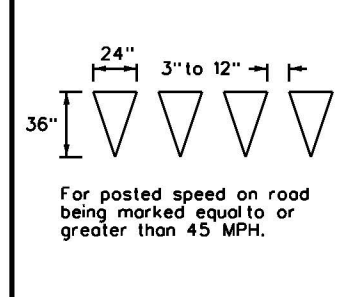 24"
3" to 12"
36"
For posted speed on road
being marked equal to or
greater than 45 MPH.